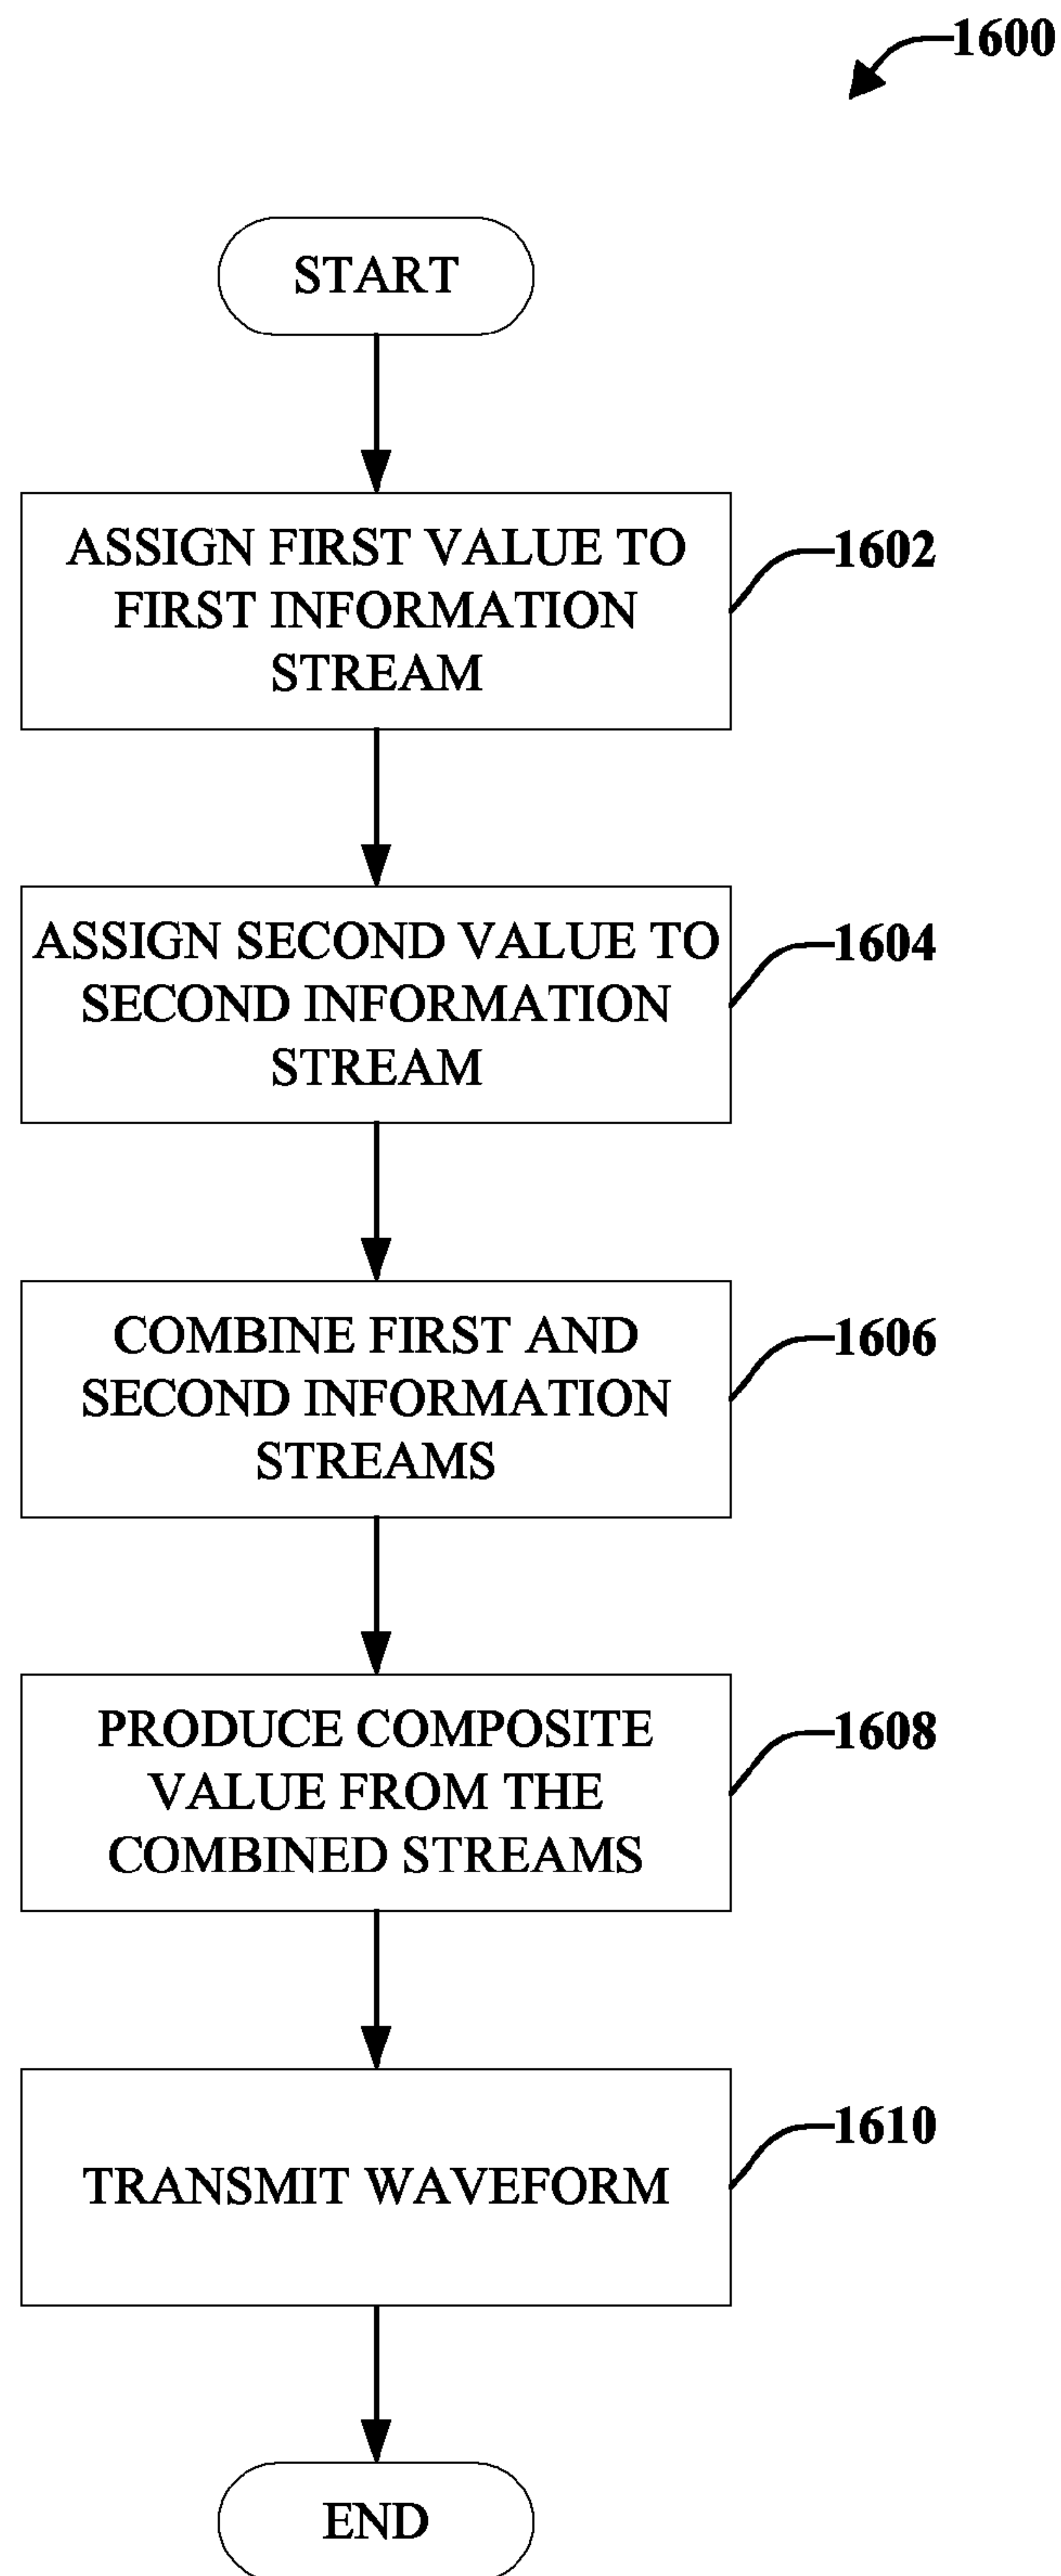 1600
START
ASSIGN FIRST VALUE TO
FIRST INFORMATION
STREAM
1602
ASSIGN SECOND VALUE TO
SECOND INFORMATION
STREAM
1604
COMBINE FIRST AND
SECOND INFORMATION
STREAMS
1606
PRODUCE COMPOSITE
VALUE FROM THE
COMBINED STREAMS
1608
TRANSMIT WAVEFORM
1610
END